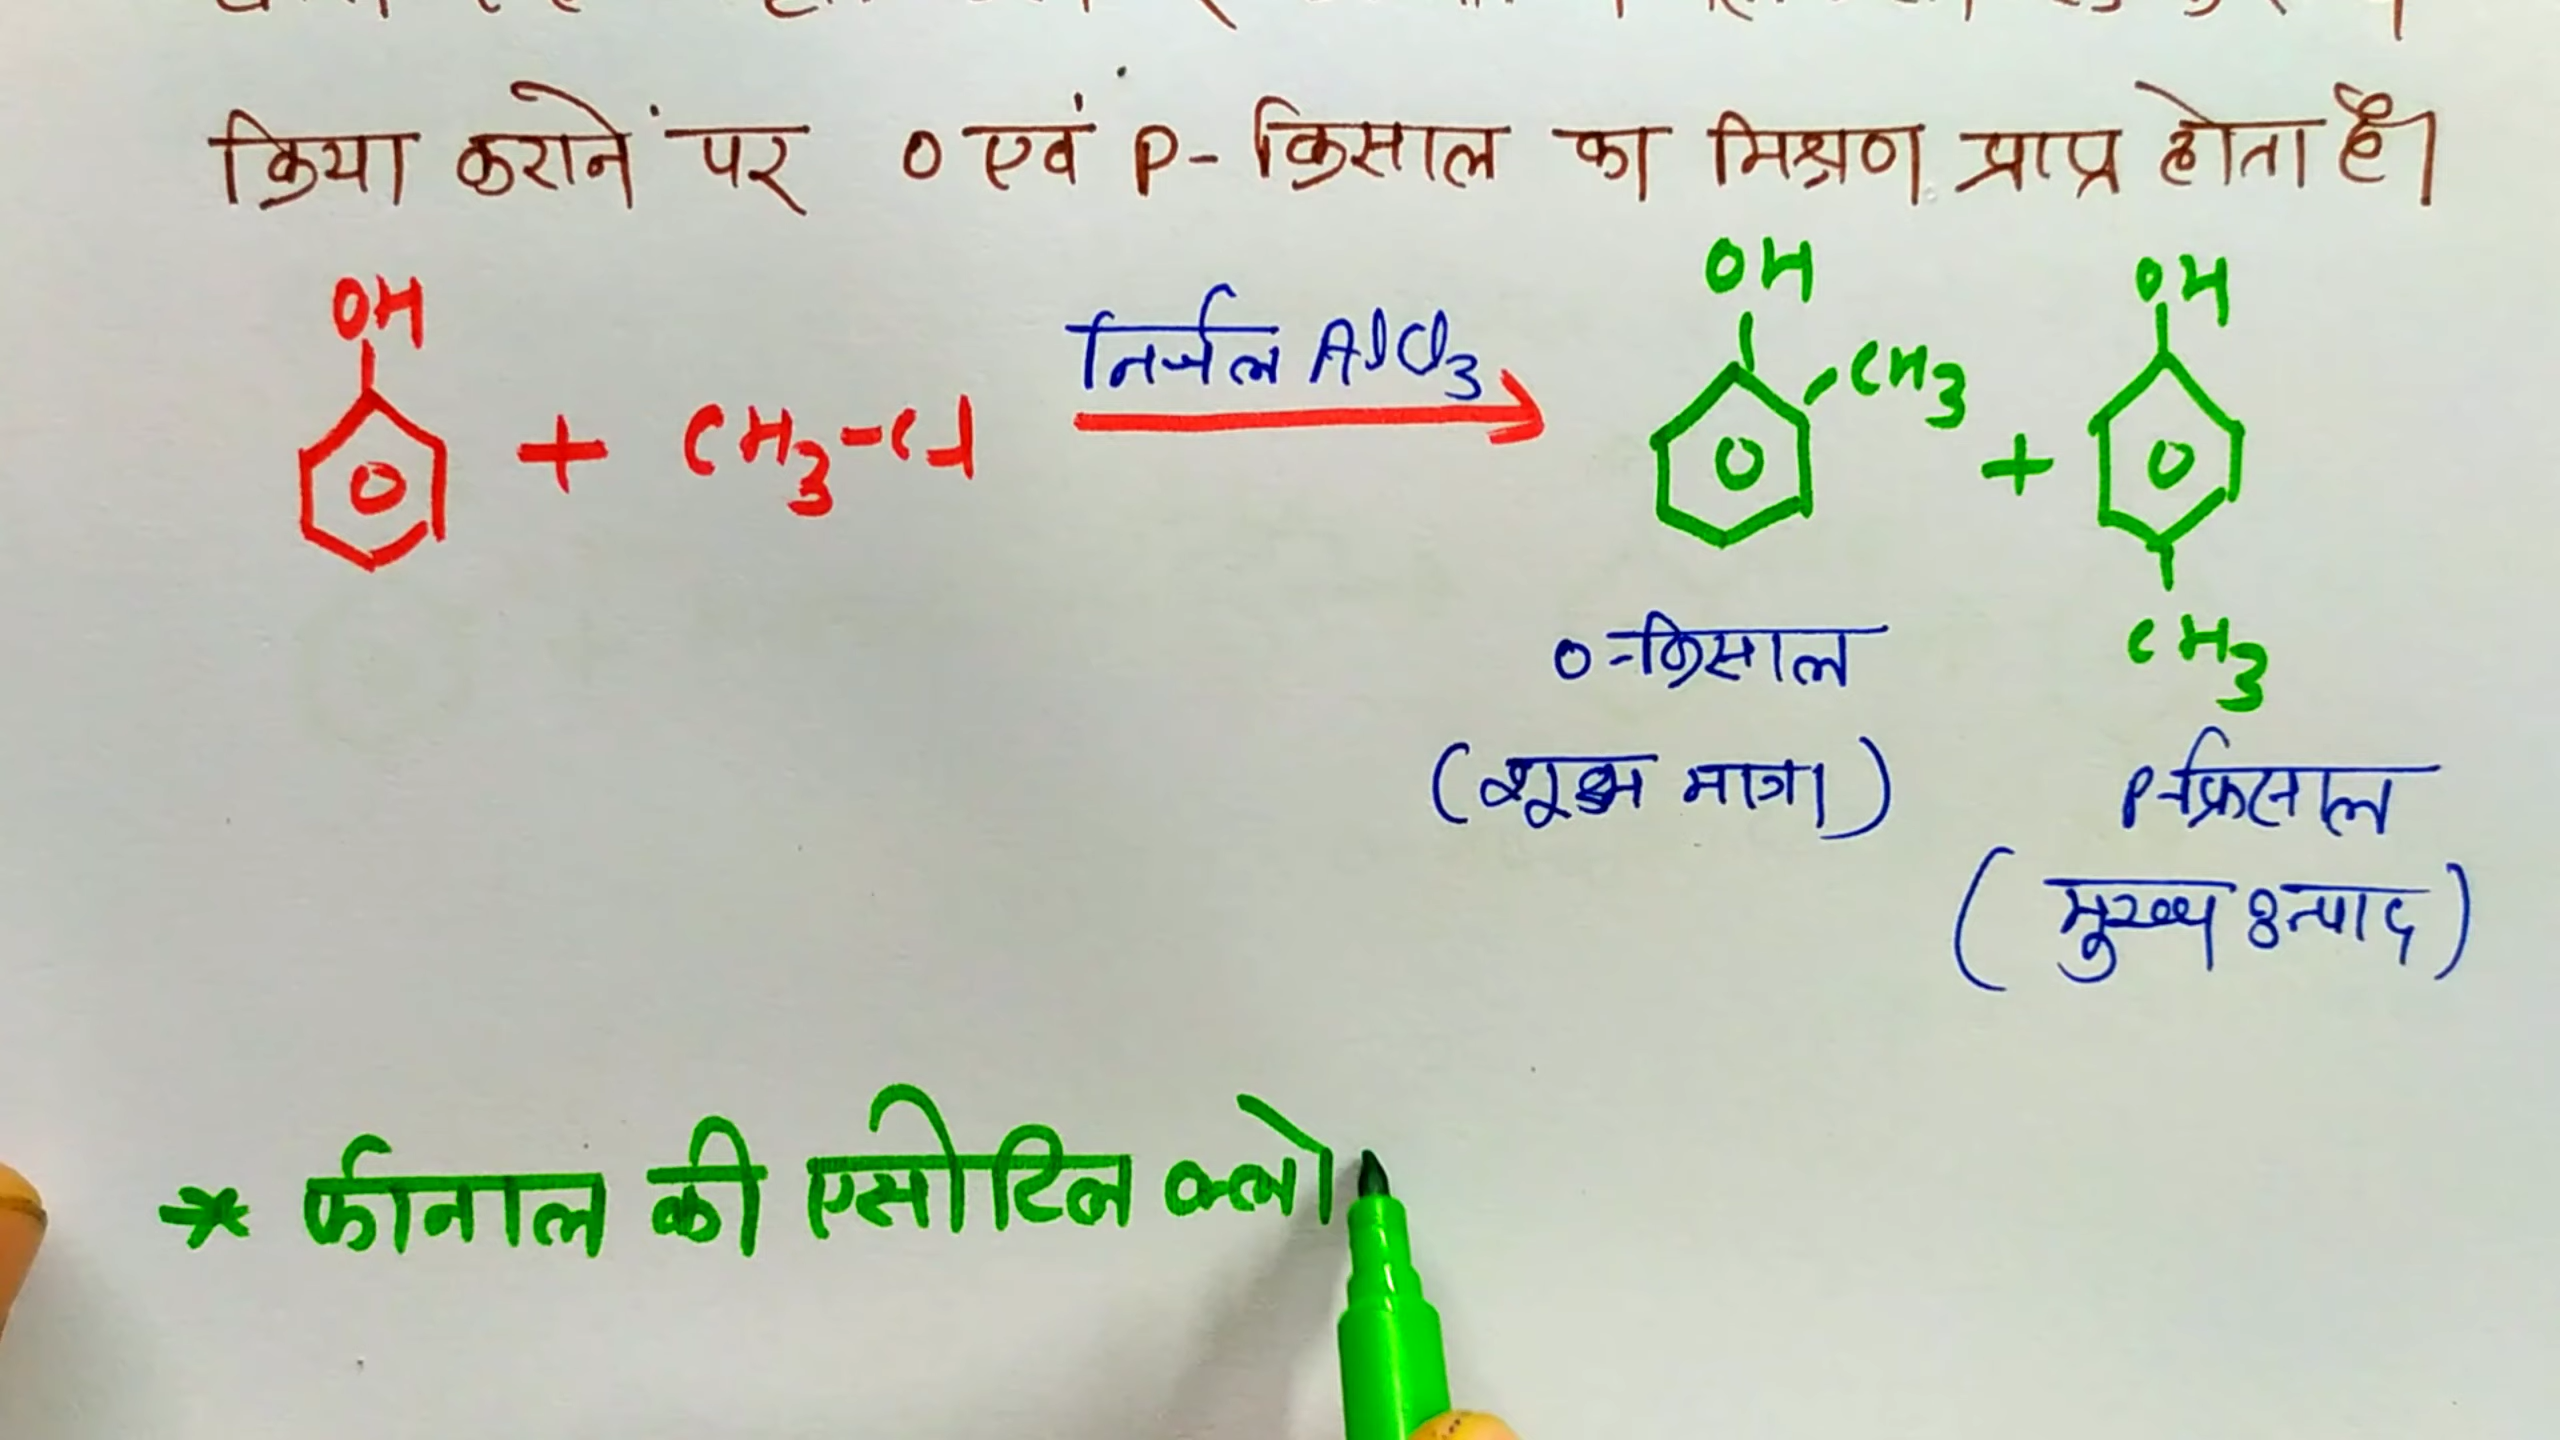 क्रिया कराने पर o एवं P- क्रिसाल का मिश्रण प्राप्त होता है।
OH
+ CH3-Cl
निर्जल AlCl3
OH
CH3
+
OH
CH3
o-क्रिसाल
(सूक्ष्म मात्रा)
P-क्रिसाल
(मुख्य उत्पाद)
* फीनाल की एसीटिल क्लो